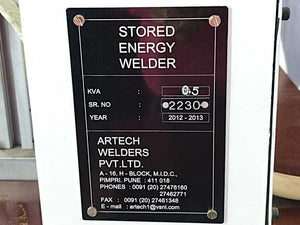 STORED
ENERGY
WELDER
KVA : 0.5
SR. NO : 2230
YEAR : 2012 - 2013
ARTECH
WELDERS
PVT.LTD.
A - 16, H - BLOCK, M.I.D.C.,
PIMPRI, PUNE : 411 018
PHONES : 0091 (20) 27476160
27462771
FAX : 0091 (20) 27461348
E - mail : artech1@vsnl.com